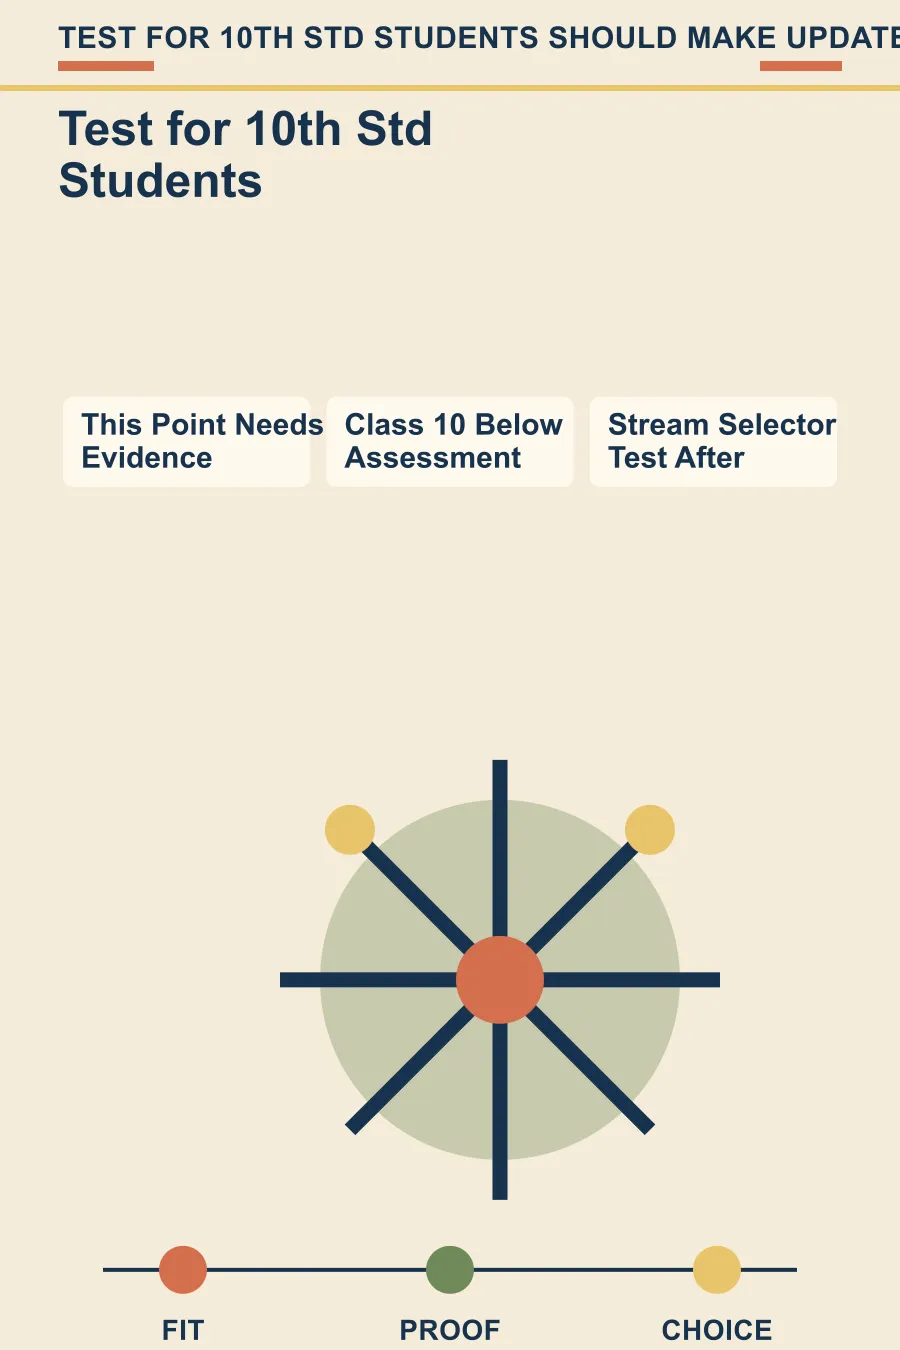 TEST FOR 10TH STD STUDENTS SHOULD MAKE UPDATE
Test for 10th Std
Students
This Point Needs
Evidence
Class 10 Below
Assessment
Stream Selector
Test After
FIT
PROOF
CHOICE